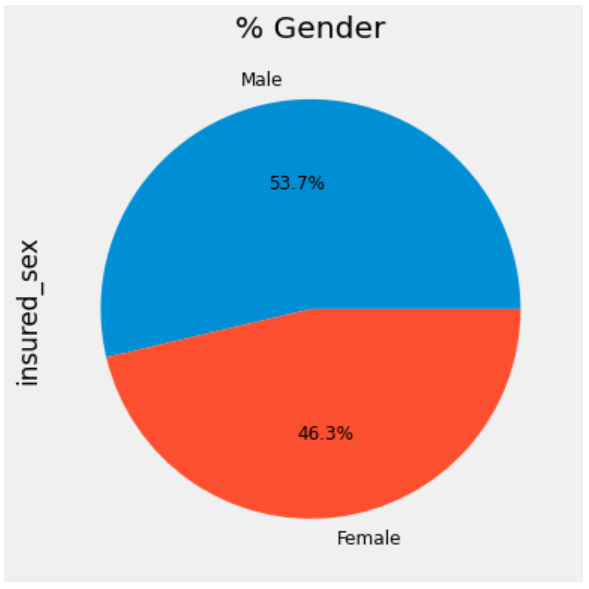 % Gender
Male
53.7%
insured_sex
46.3%
Female